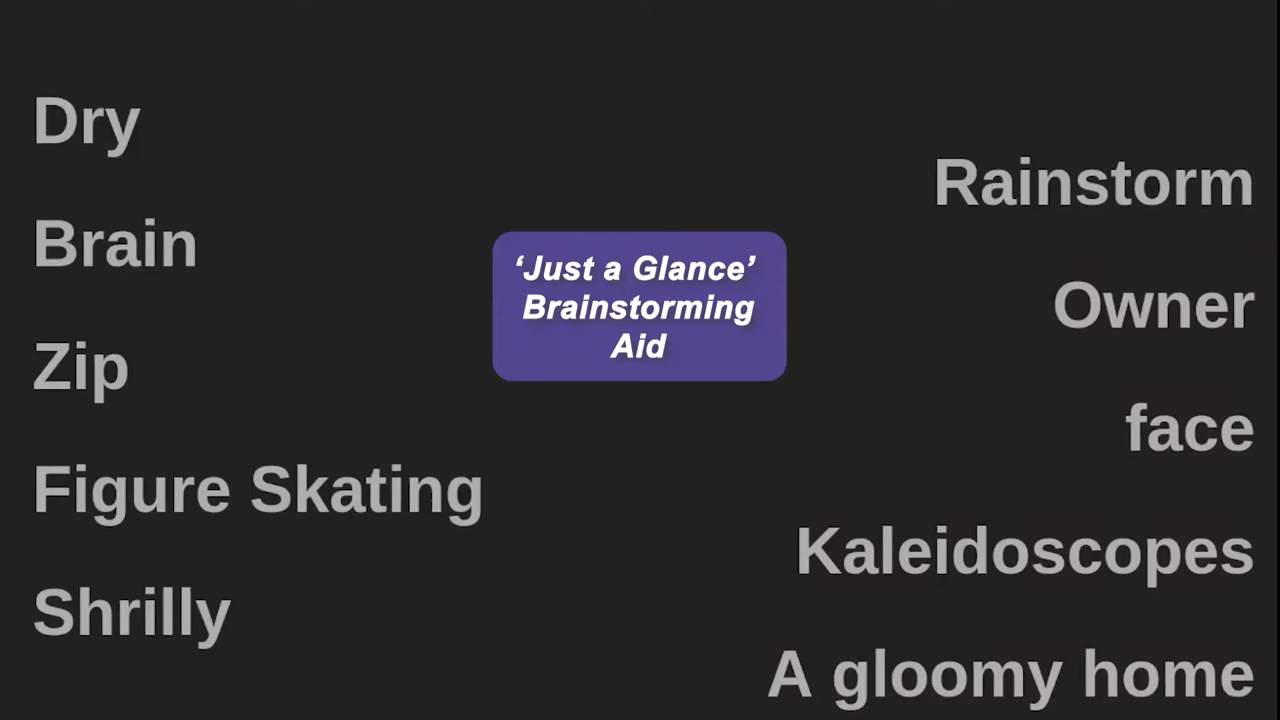 Dry
Rainstorm
Brain
‘Just a Glance’
Brainstorming
Aid
Owner
Zip
face
Figure Skating
Kaleidoscopes
Shrilly
A gloomy home